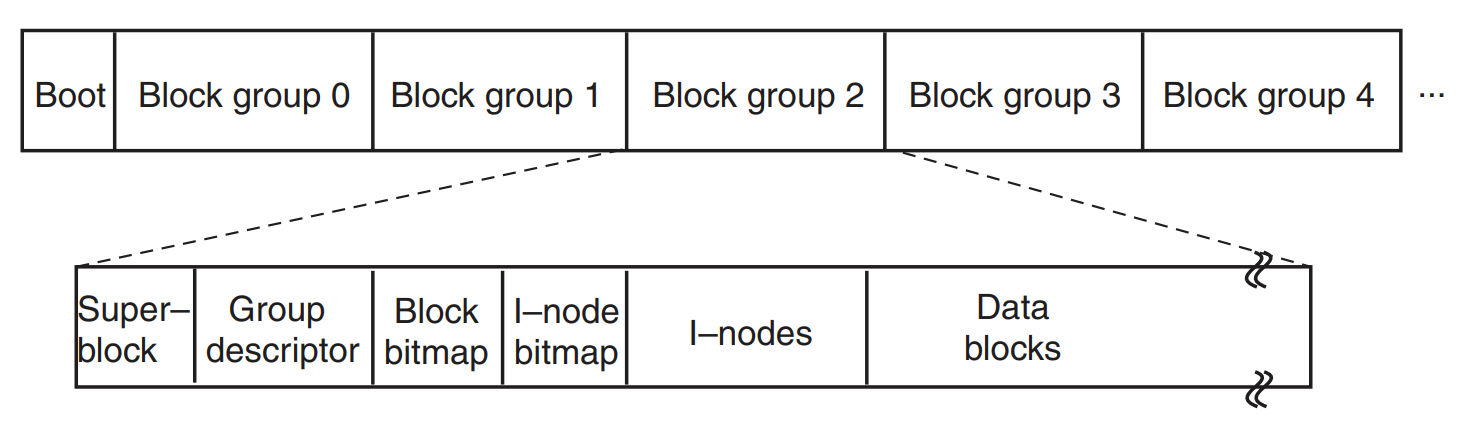 Boot Block group 0 Block group 1 Block group 2 Block group 3 Block group 4 ...
Super–
block
Group
descriptor
Block
bitmap
I–node
bitmap
I–nodes
Data
blocks